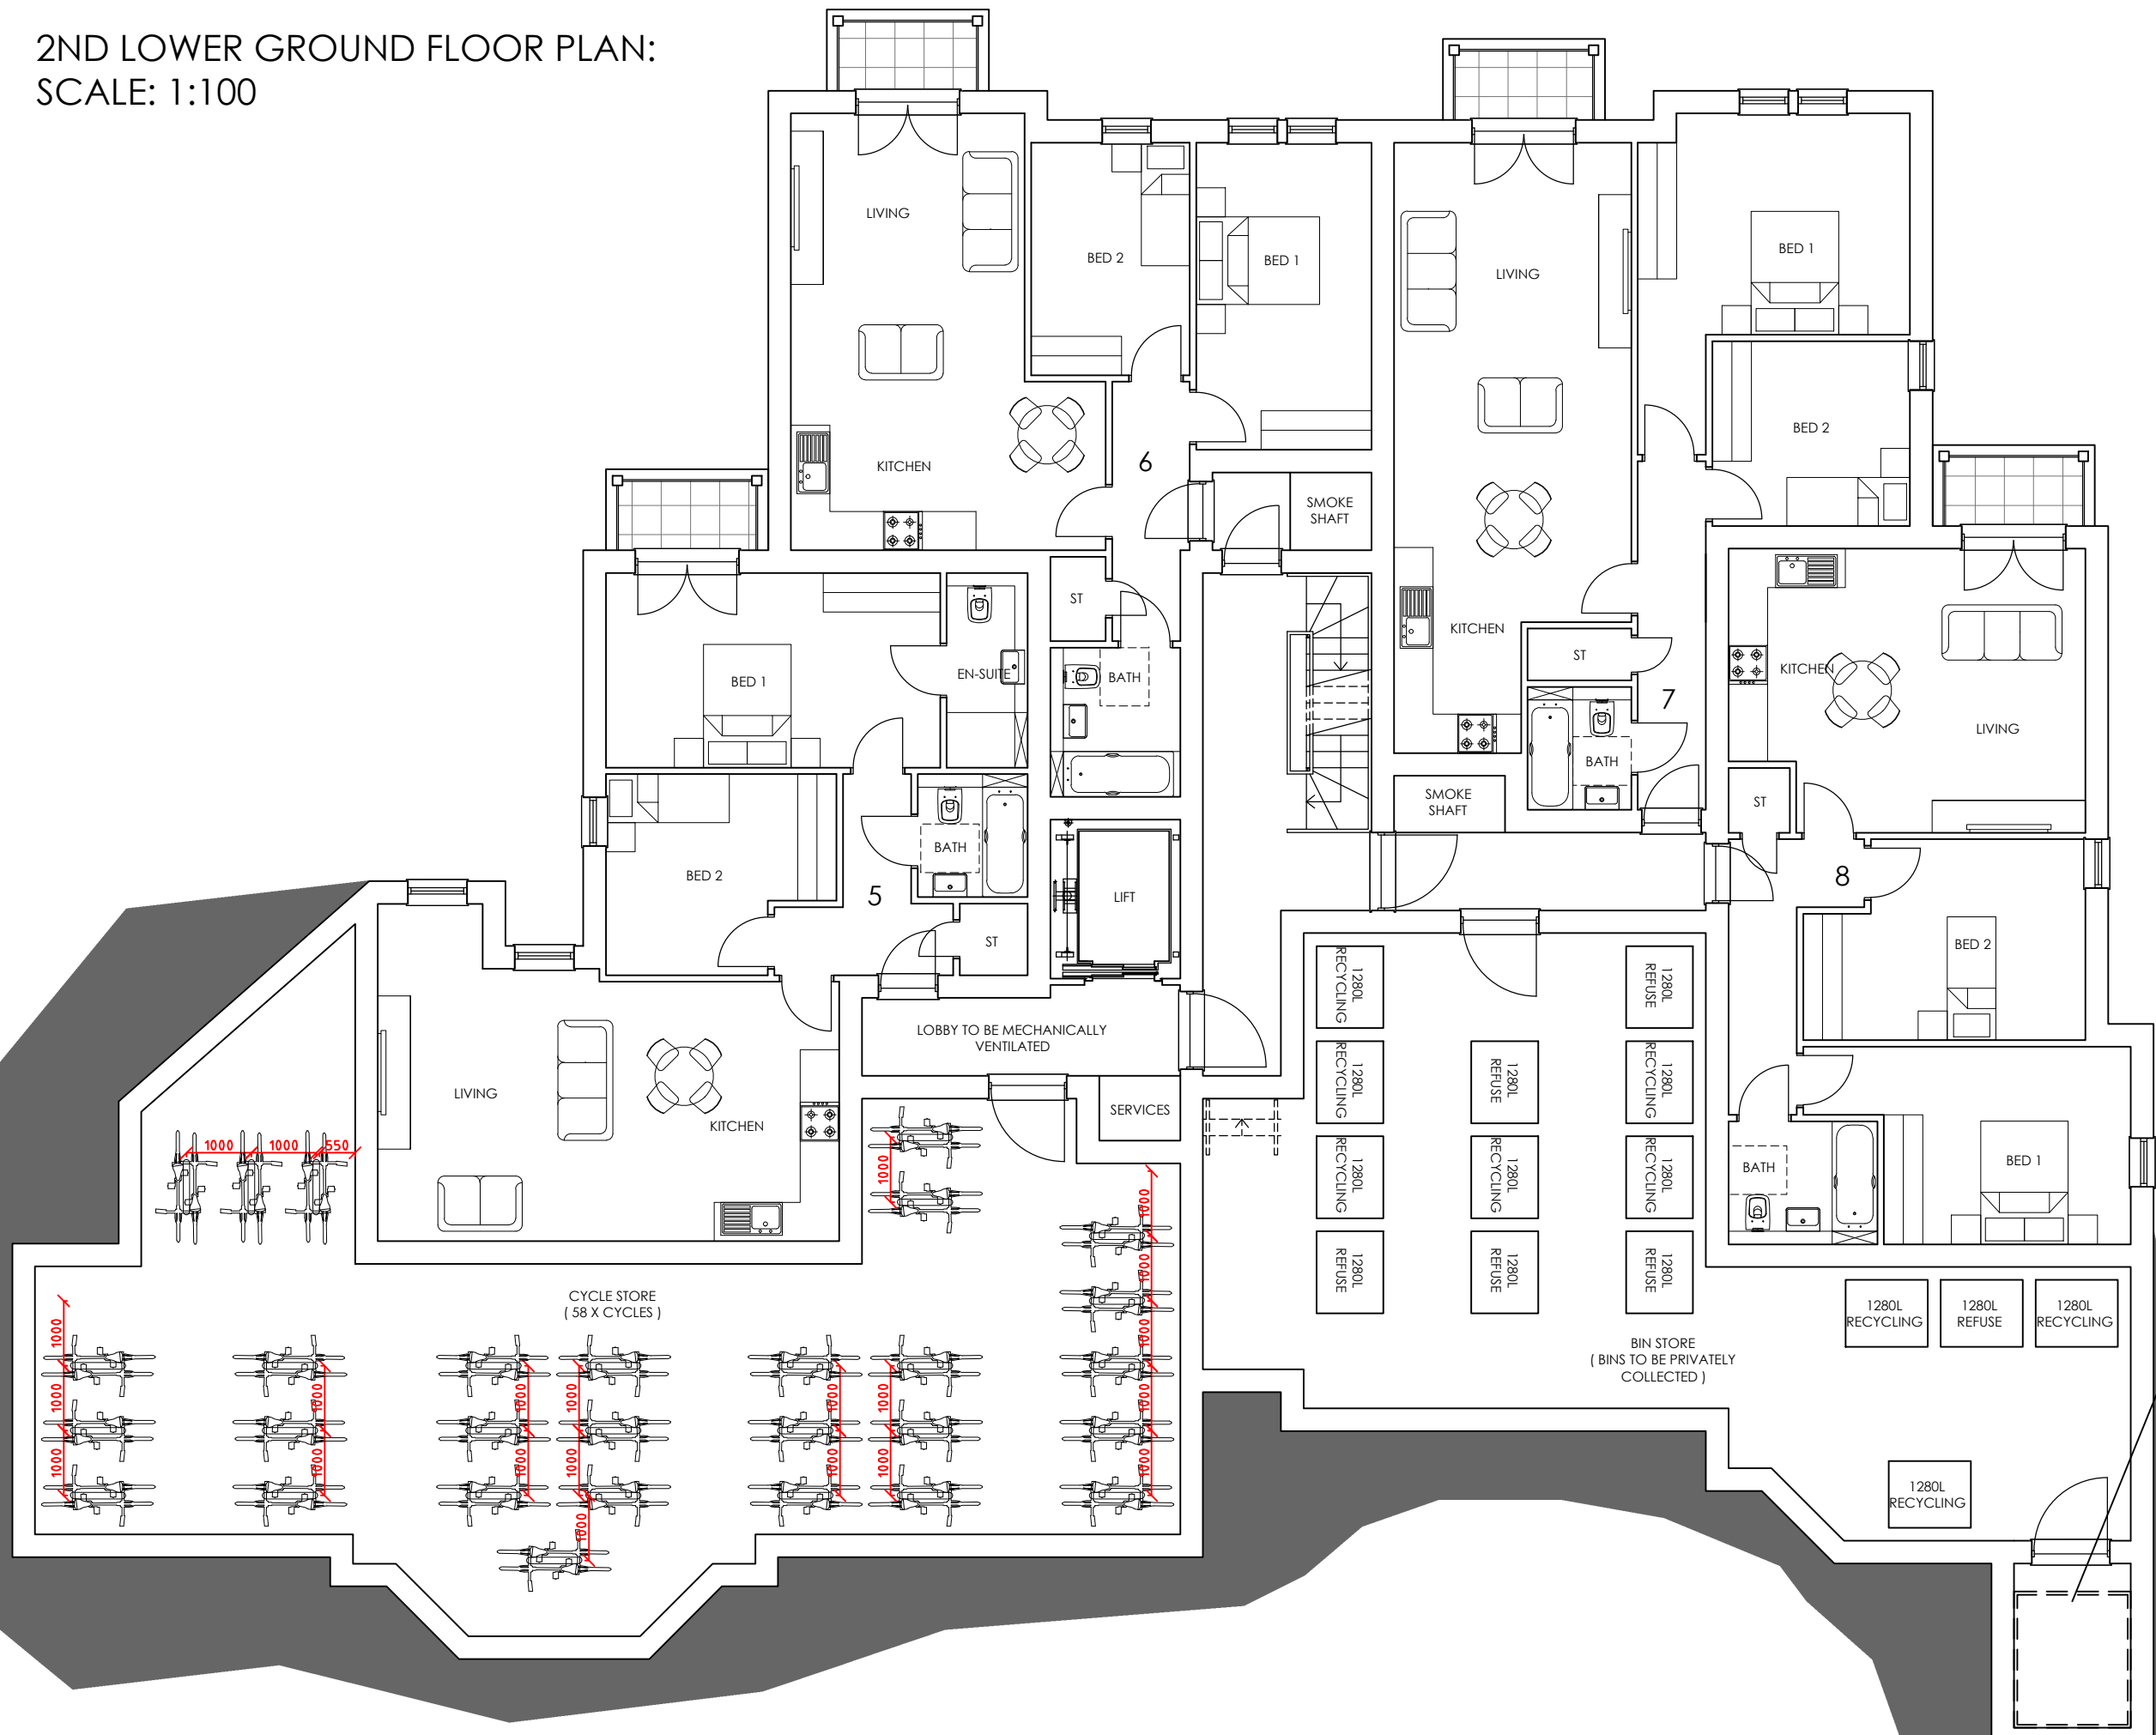 2ND LOWER GROUND FLOOR PLAN:
SCALE: 1:100
LIVING
BED 2
BED 1
LIVING
BED 1
BED 2
KITCHEN
6
SMOKE
SHAFT
ST
KITCHEN
ST
BED 1
EN-SUITE
BATH
7
KITCHEN
LIVING
BATH
SMOKE
SHAFT
ST
BATH
BED 2
5
LIFT
8
ST
BED 2
LOBBY TO BE MECHANICALLY
VENTILATED
LIVING
KITCHEN
SERVICES
1280L
RECYCLING
1280L
REFUSE
1280L
RECYCLING
1280L
REFUSE
1280L
RECYCLING
1280L
RECYCLING
1280L
RECYCLING
1280L
RECYCLING
1280L
REFUSE
1280L
REFUSE
1280L
REFUSE
BATH
BED 1
1000
1000
550
1000
1000
1000
1000
1000
1000
CYCLE STORE
( 58 X CYCLES )
1280L
RECYCLING
1280L
REFUSE
1280L
RECYCLING
BIN STORE
( BINS TO BE PRIVATELY
COLLECTED )
1000
1000
1000
1000
1000
1000
1000
1000
1000
1000
1000
1000
1000
1000
1280L
RECYCLING